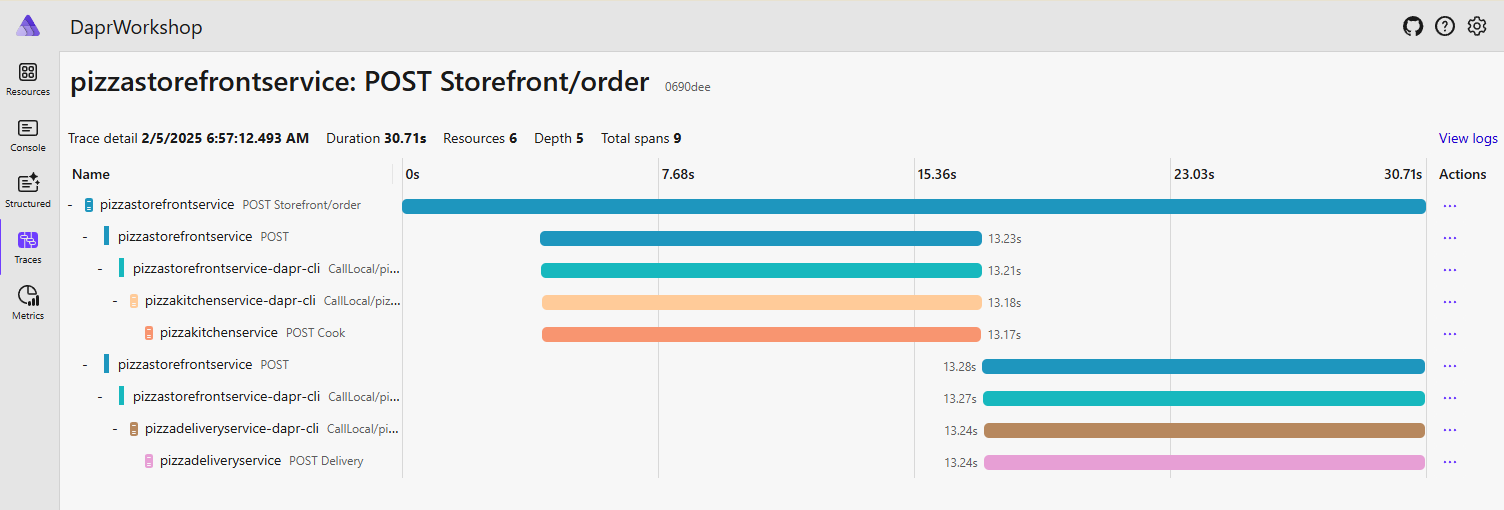 DaprWorkshop
Resources
Console
Structured
Traces
Metrics
pizzastorefrontservice: POST Storefront/order 0690dee
Trace detail 2/5/2025 6:57:12.493 AM Duration 30.71s Resources 6 Depth 5 Total spans 9 View logs
Name 0s 7.68s 15.36s 23.03s 30.71s Actions
- pizzastorefrontservice POST Storefront/order ...
- pizzastorefrontservice POST 13.23s ...
- pizzastorefrontservice-dapr-cli CallLocal/pi... 13.21s ...
- pizzakitchenservice-dapr-cli CallLocal/piz... 13.18s ...
pizzakitchenservice POST Cook 13.17s ...
- pizzastorefrontservice POST 13.28s ...
- pizzastorefrontservice-dapr-cli CallLocal/pi... 13.27s ...
- pizzadeliveryservice-dapr-cli CallLocal/pi... 13.24s ...
pizzadeliveryservice POST Delivery 13.24s ...